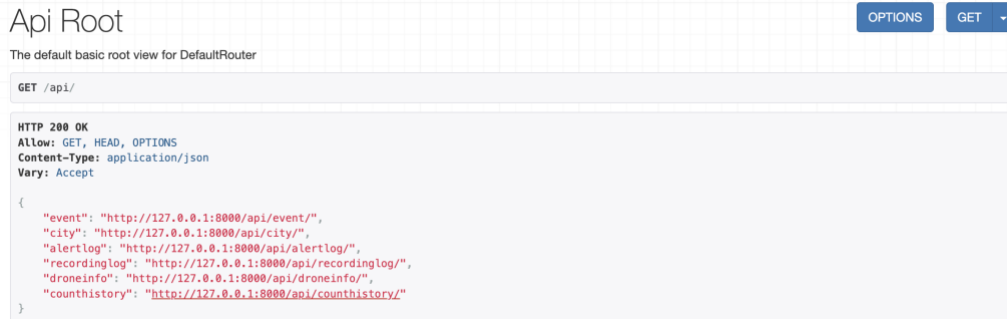 Api Root
OPTIONS
GET
The default basic root view for DefaultRouter
GET /api/
HTTP 200 OK
Allow: GET, HEAD, OPTIONS
Content-Type: application/json
Vary: Accept
{
"event": "http://127.0.0.1:8000/api/event/",
"city": "http://127.0.0.1:8000/api/city/",
"alertlog": "http://127.0.0.1:8000/api/alertlog/",
"recordinglog": "http://127.0.0.1:8000/api/recordinglog/",
"droneinfo": "http://127.0.0.1:8000/api/droneinfo/",
"counthistory": "http://127.0.0.1:8000/api/counthistory/"
}